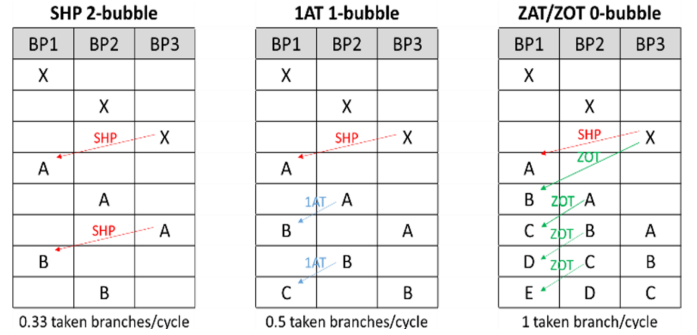 SHP 2-bubble
BP1 BP2 BP3
X
X
SHP X
A
A
SHP A
B
B
0.33 taken branches/cycle
1AT 1-bubble
BP1 BP2 BP3
X
X
SHP X
A
1AT A
B A
1AT B
C B
0.5 taken branches/cycle
ZAT/ZOT 0-bubble
BP1 BP2 BP3
X
X
SHP X
ZOT
A
B ZOT A
C ZOT B A
D ZOT C B
E D C
1 taken branch/cycle